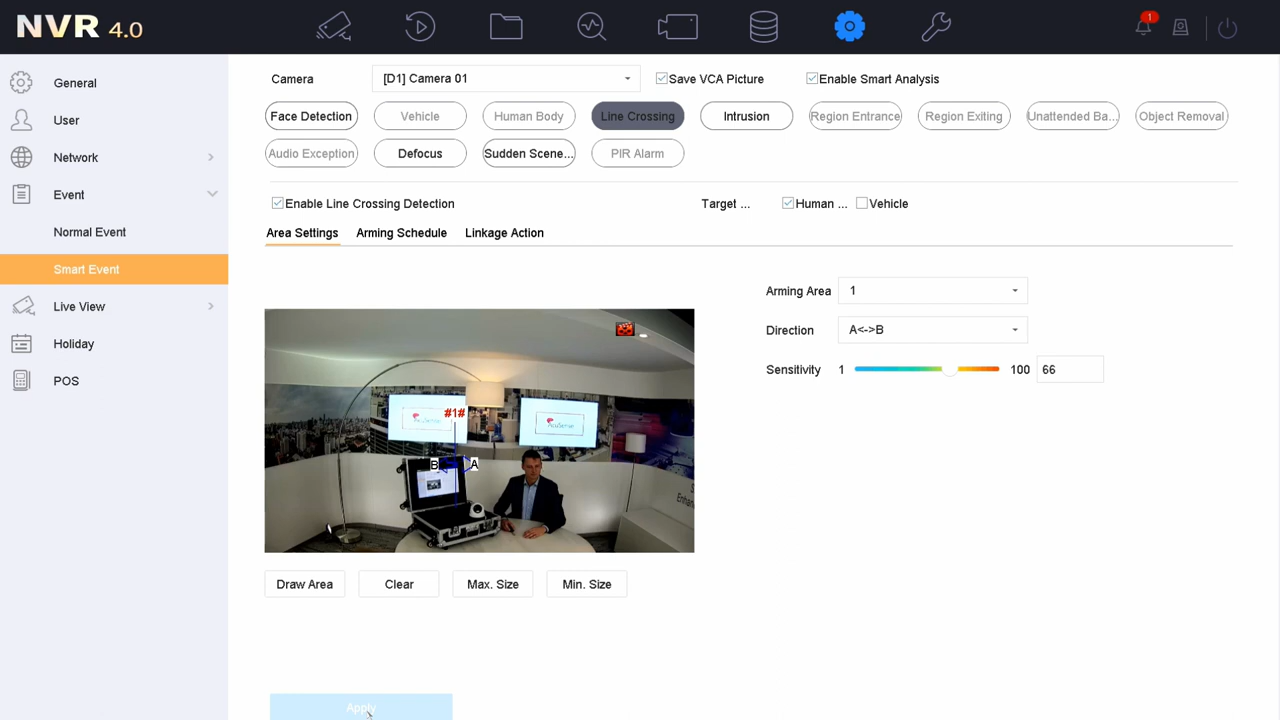 NVR 4.0
1
General
User
Network
Event
Normal Event
Smart Event
Live View
Holiday
POS
Camera [D1] Camera 01 Save VCA Picture Enable Smart Analysis
Face Detection Vehicle Human Body Line Crossing Intrusion Region Entrance Region Exiting Unattended Ba... Object Removal
Audio Exception Defocus Sudden Scene... PIR Alarm
Enable Line Crossing Detection Target ... Human ... Vehicle
Area Settings Arming Schedule Linkage Action
Arming Area 1
Direction A<->B
Sensitivity 1 100 66
#1#
AcuSense AcuSense
B A
Draw Area Clear Max. Size Min. Size
Apply